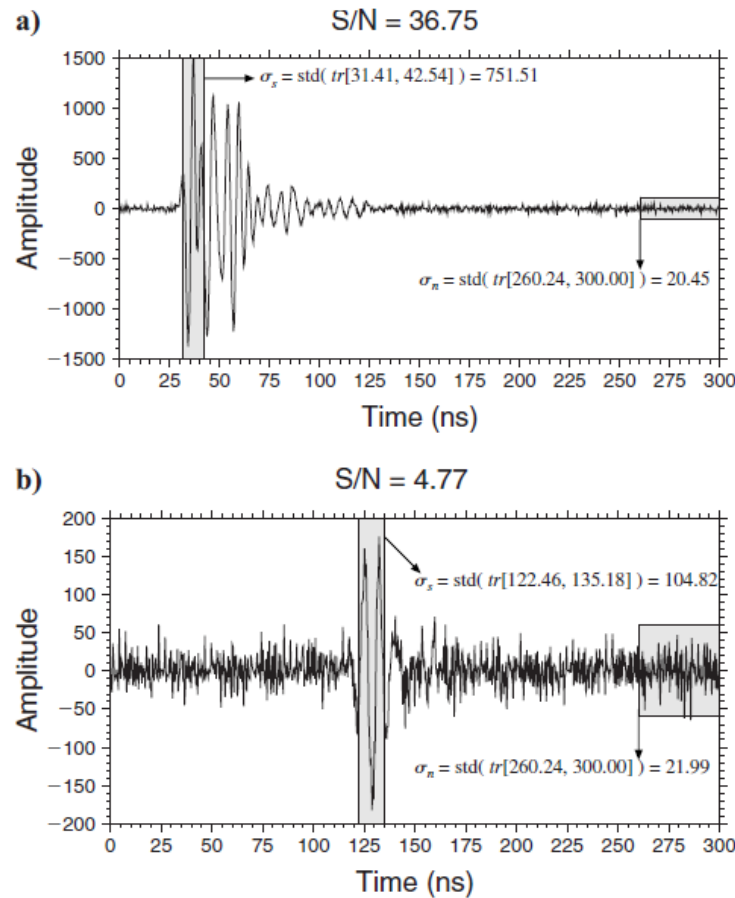 a)
S/N = 36.75
σs = std( tr[31.41, 42.54] ) = 751.51
1500
1000
500
0
−500
−1000
−1500
Amplitude
σn = std( tr[260.24, 300.00] ) = 20.45
0 25 50 75 100 125 150 175 200 225 250 275 300
Time (ns)
b)
S/N = 4.77
200
150
100
50
0
−50
−100
−150
−200
Amplitude
σs = std( tr[122.46, 135.18] ) = 104.82
σn = std( tr[260.24, 300.00] ) = 21.99
0 25 50 75 100 125 150 175 200 225 250 275 300
Time (ns)